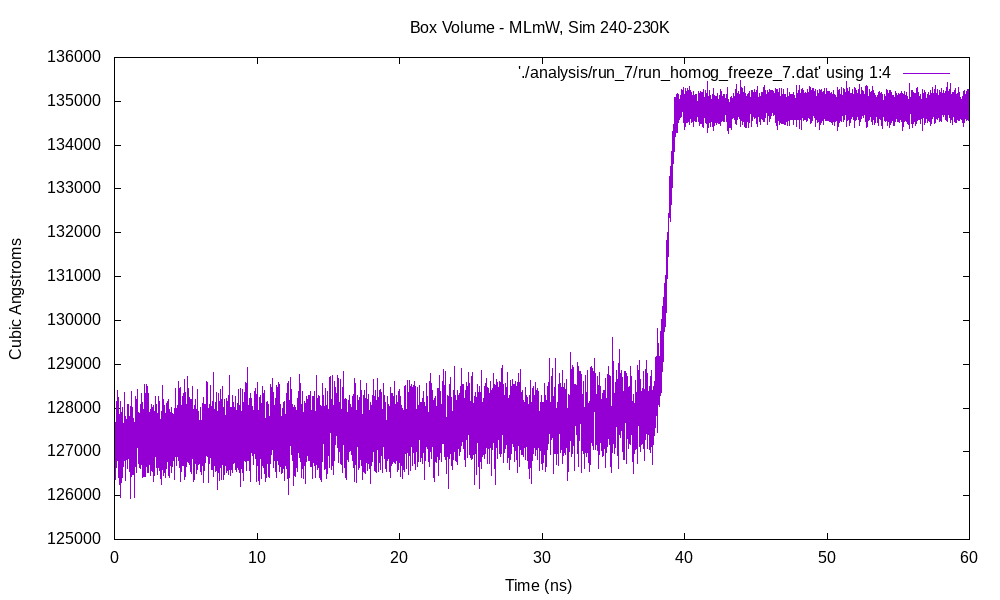 Box Volume - MLmW, Sim 240-230K
'./analysis/run_7/run_homog_freeze_7.dat' using 1:4
136000
135000
134000
133000
132000
131000
130000
129000
128000
127000
126000
125000
Cubic Angstroms
0 10 20 30 40 50 60
Time (ns)